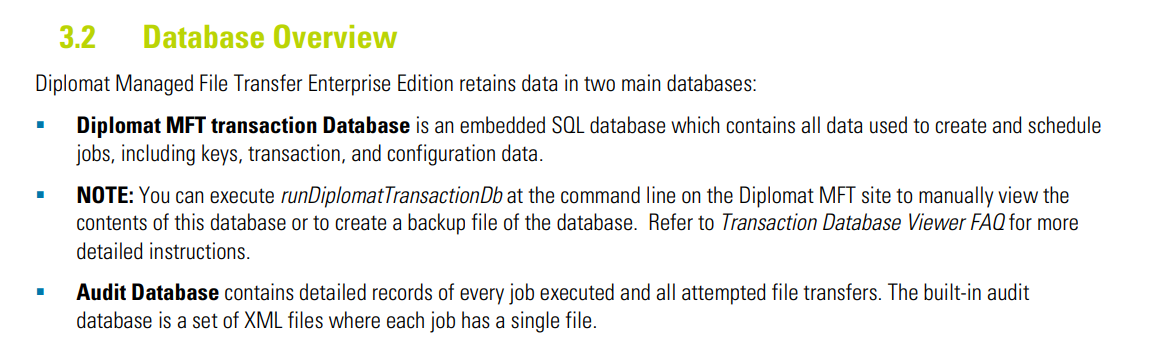 3.2 Database Overview
Diplomat Managed File Transfer Enterprise Edition retains data in two main databases:
▪ Diplomat MFT transaction Database is an embedded SQL database which contains all data used to create and schedule
jobs, including keys, transaction, and configuration data.
▪ NOTE: You can execute runDiplomatTransactionDb at the command line on the Diplomat MFT site to manually view the
contents of this database or to create a backup file of the database. Refer to Transaction Database Viewer FAQ for more
detailed instructions.
▪ Audit Database contains detailed records of every job executed and all attempted file transfers. The built-in audit
database is a set of XML files where each job has a single file.